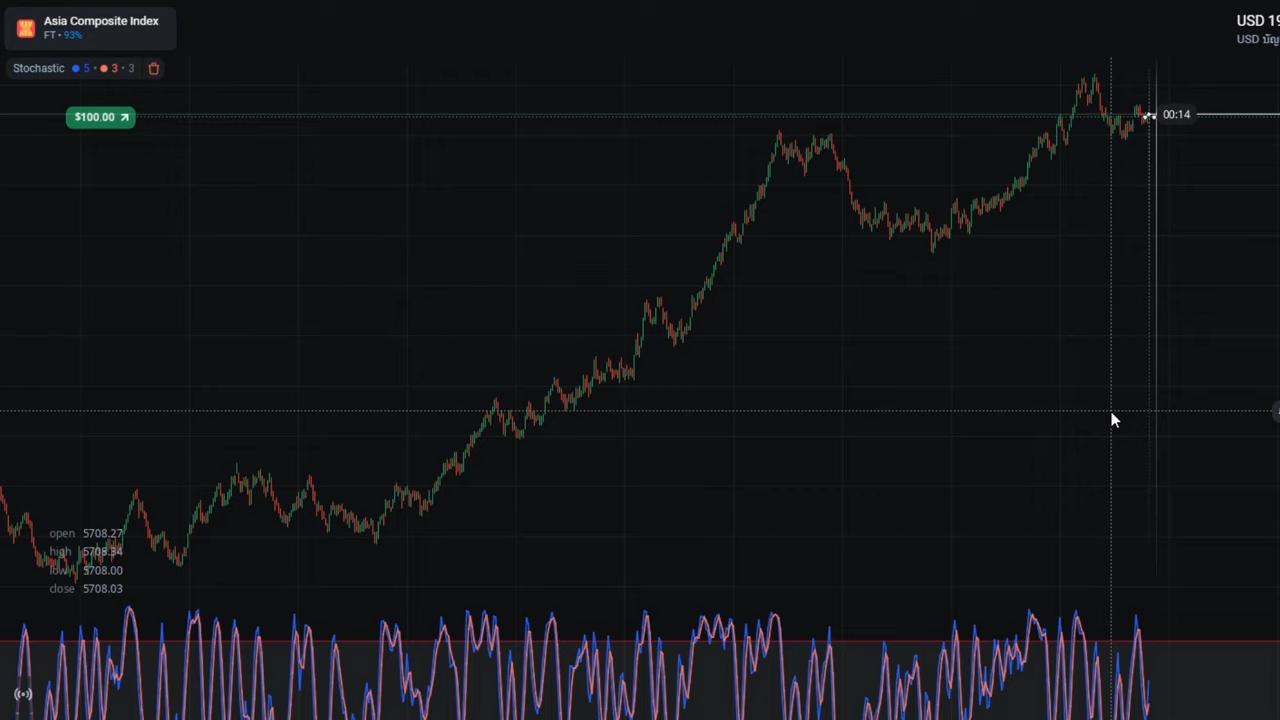 Asia Composite Index
FT • 93%
USD 19
USD บัญ
Stochastic 5 • 3 • 3
$100.00
00:14
open 5708.27
high 5708.34
low 5708.00
close 5708.03